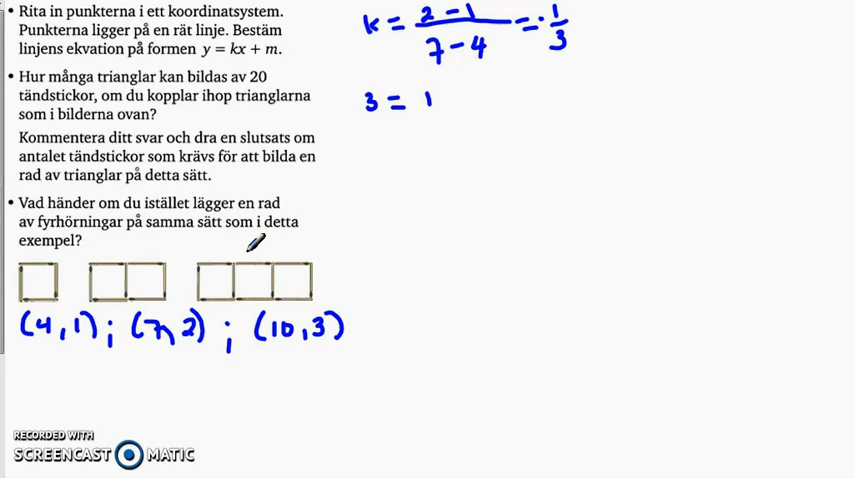 • Rita in punkterna i ett koordinatsystem.
Punkterna ligger på en rät linje. Bestäm
linjens ekvation på formen y = kx + m.
• Hur många trianglar kan bildas av 20
tändstickor, om du kopplar ihop trianglarna
som i bilderna ovan?
Kommentera ditt svar och dra en slutsats om
antalet tändstickor som krävs för att bilda en
rad av trianglar på detta sätt.
• Vad händer om du istället lägger en rad
av fyrhörningar på samma sätt som i detta
exempel?
(4,1) ; (7,2) ; (10,3)
k = 2-1 / 7-4 = 1/3
3 = 1
RECORDED WITH
SCREENCAST MATIC